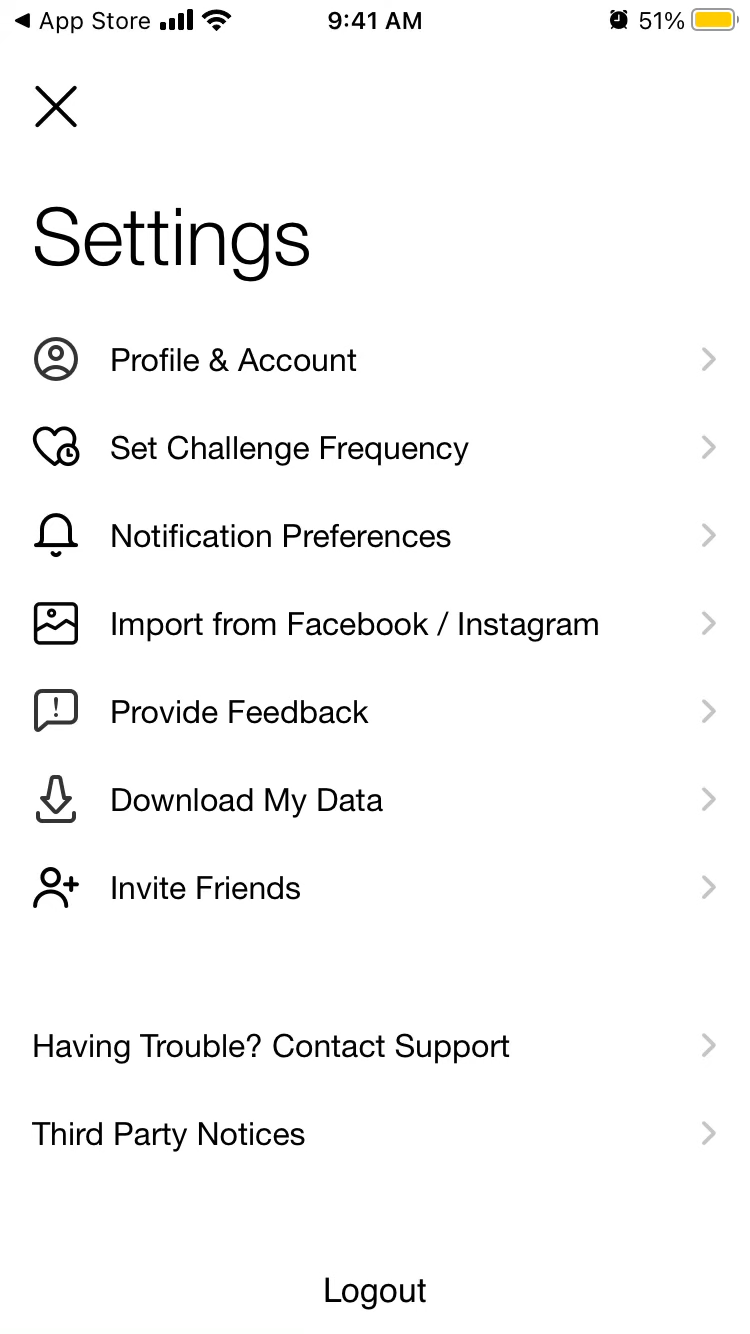 App Store 9:41 AM 51%
Settings
Profile & Account
Set Challenge Frequency
Notification Preferences
Import from Facebook / Instagram
Provide Feedback
Download My Data
Invite Friends
Having Trouble? Contact Support
Third Party Notices
Logout